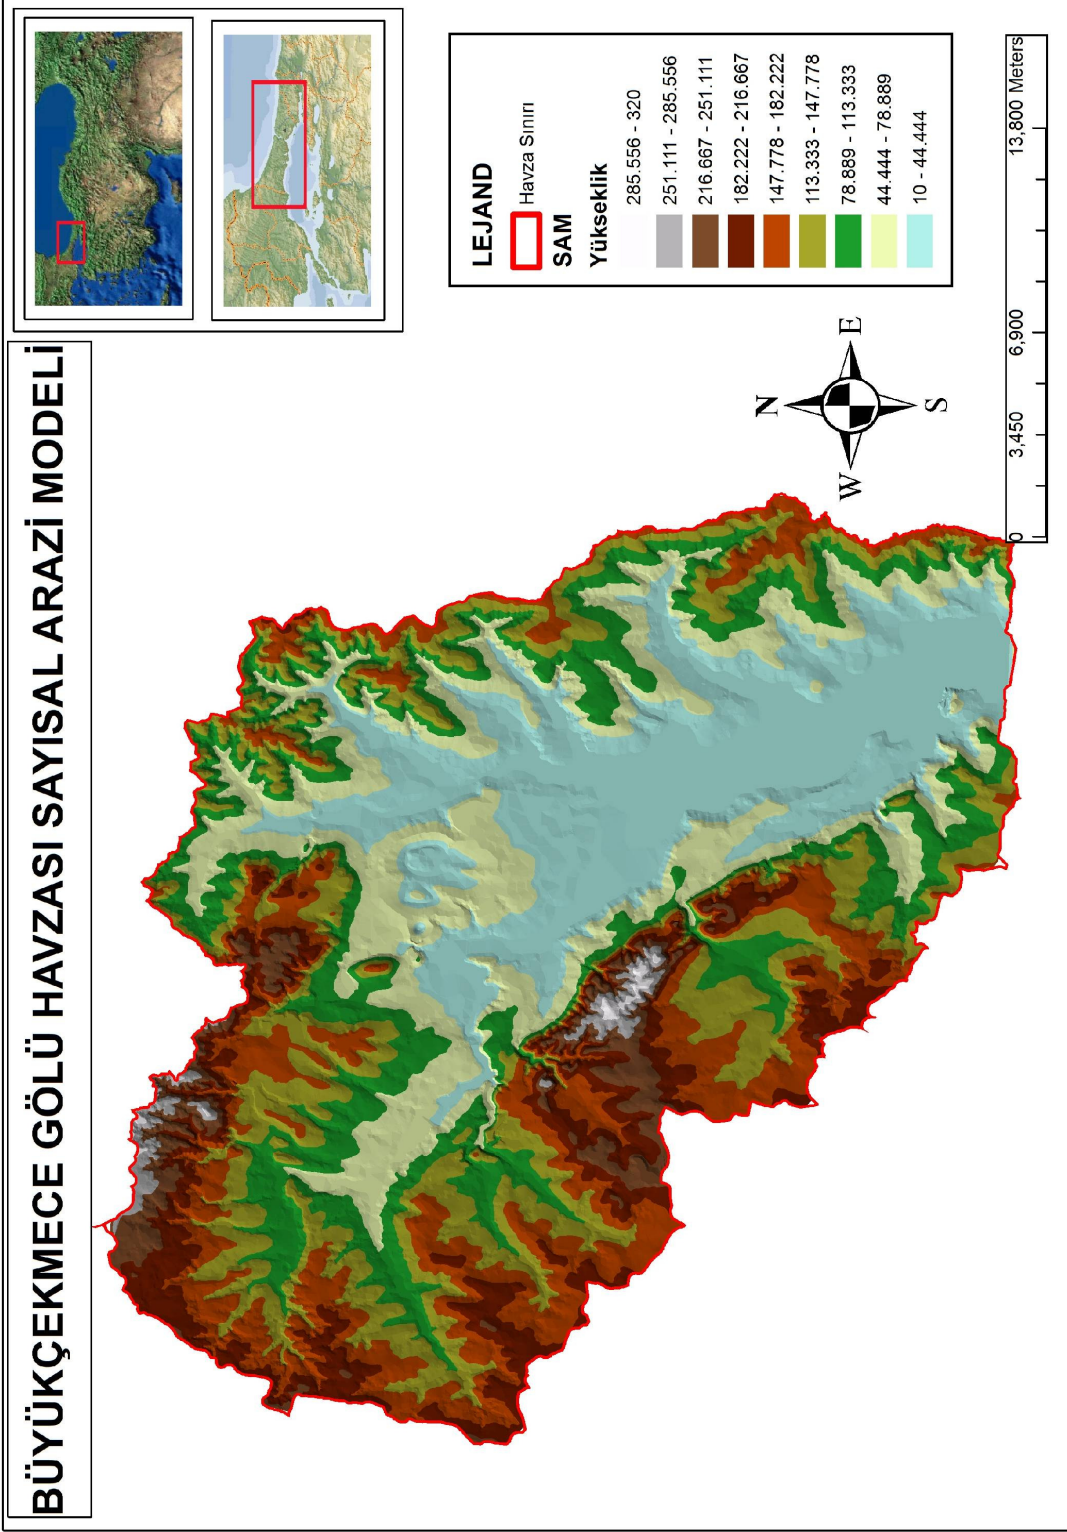 BÜYÜKÇEKMECE GÖLÜ HAVZASI SAYISAL ARAZİ MODELİ
LEJAND
Havza Sınırı
SAM
Yükseklik
285.556 - 320
251.111 - 285.556
216.667 - 251.111
182.222 - 216.667
147.778 - 182.222
113.333 - 147.778
78.889 - 113.333
44.444 - 78.889
10 - 44.444
N
W
E
S
0 3,450 6,900 13,800 Meters